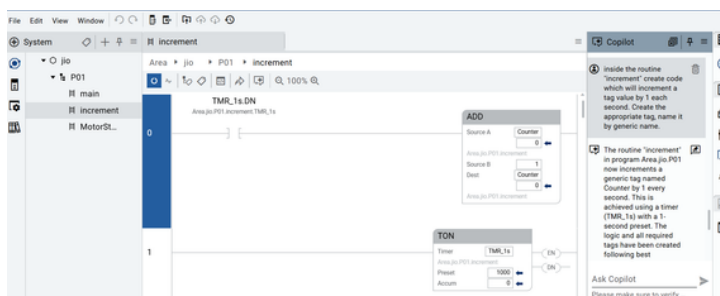 File Edit View Window
System
increment
Copilot
jio
P01
main
increment
MotorSt...
Area jio P01 increment
100%
0
TMR_1s.DN
Area.jio.P01.increment TMR_1s
ADD
Source A Counter
0
Area.jio.P01.increment
Source B 1
Dest Counter
0
Area.jio.P01.increment
1
TON
Timer TMR_1s EN
Area.jio.P01.increment DN
Preset 1000
Accum 0
inside the routine
"increment" create code
which will increment a
tag value by 1 each
second. Create the
appropriate tag, name it
by generic name.
The routine "increment"
in program Area.jio.P01
now increments a
generic tag named
Counter by 1 every
second. This is
achieved using a timer
(TMR_1s) with a 1-
second preset. The
logic and all required
tags have been created
following best
Ask Copilot
Please make sure to verify